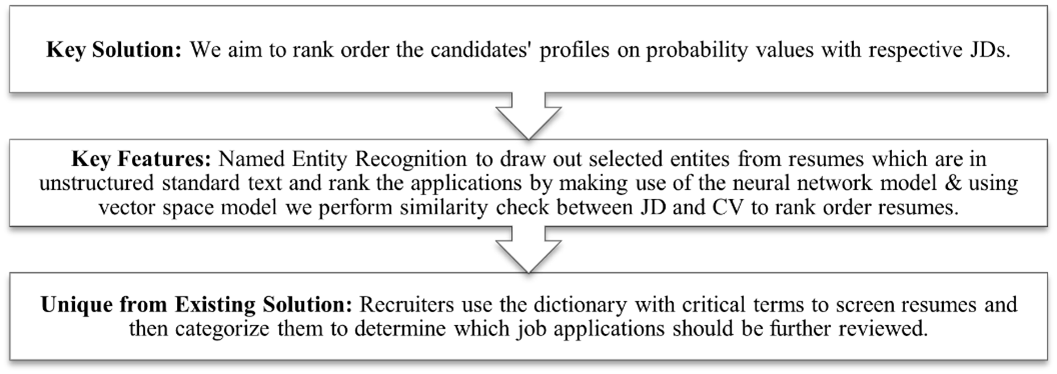 Key Solution: We aim to rank order the candidates' profiles on probability values with respective JDs.
Key Features: Named Entity Recognition to draw out selected entites from resumes which are in
unstructured standard text and rank the applications by making use of the neural network model & using
vector space model we perform similarity check between JD and CV to rank order resumes.
Unique from Existing Solution: Recruiters use the dictionary with critical terms to screen resumes and
then categorize them to determine which job applications should be further reviewed.